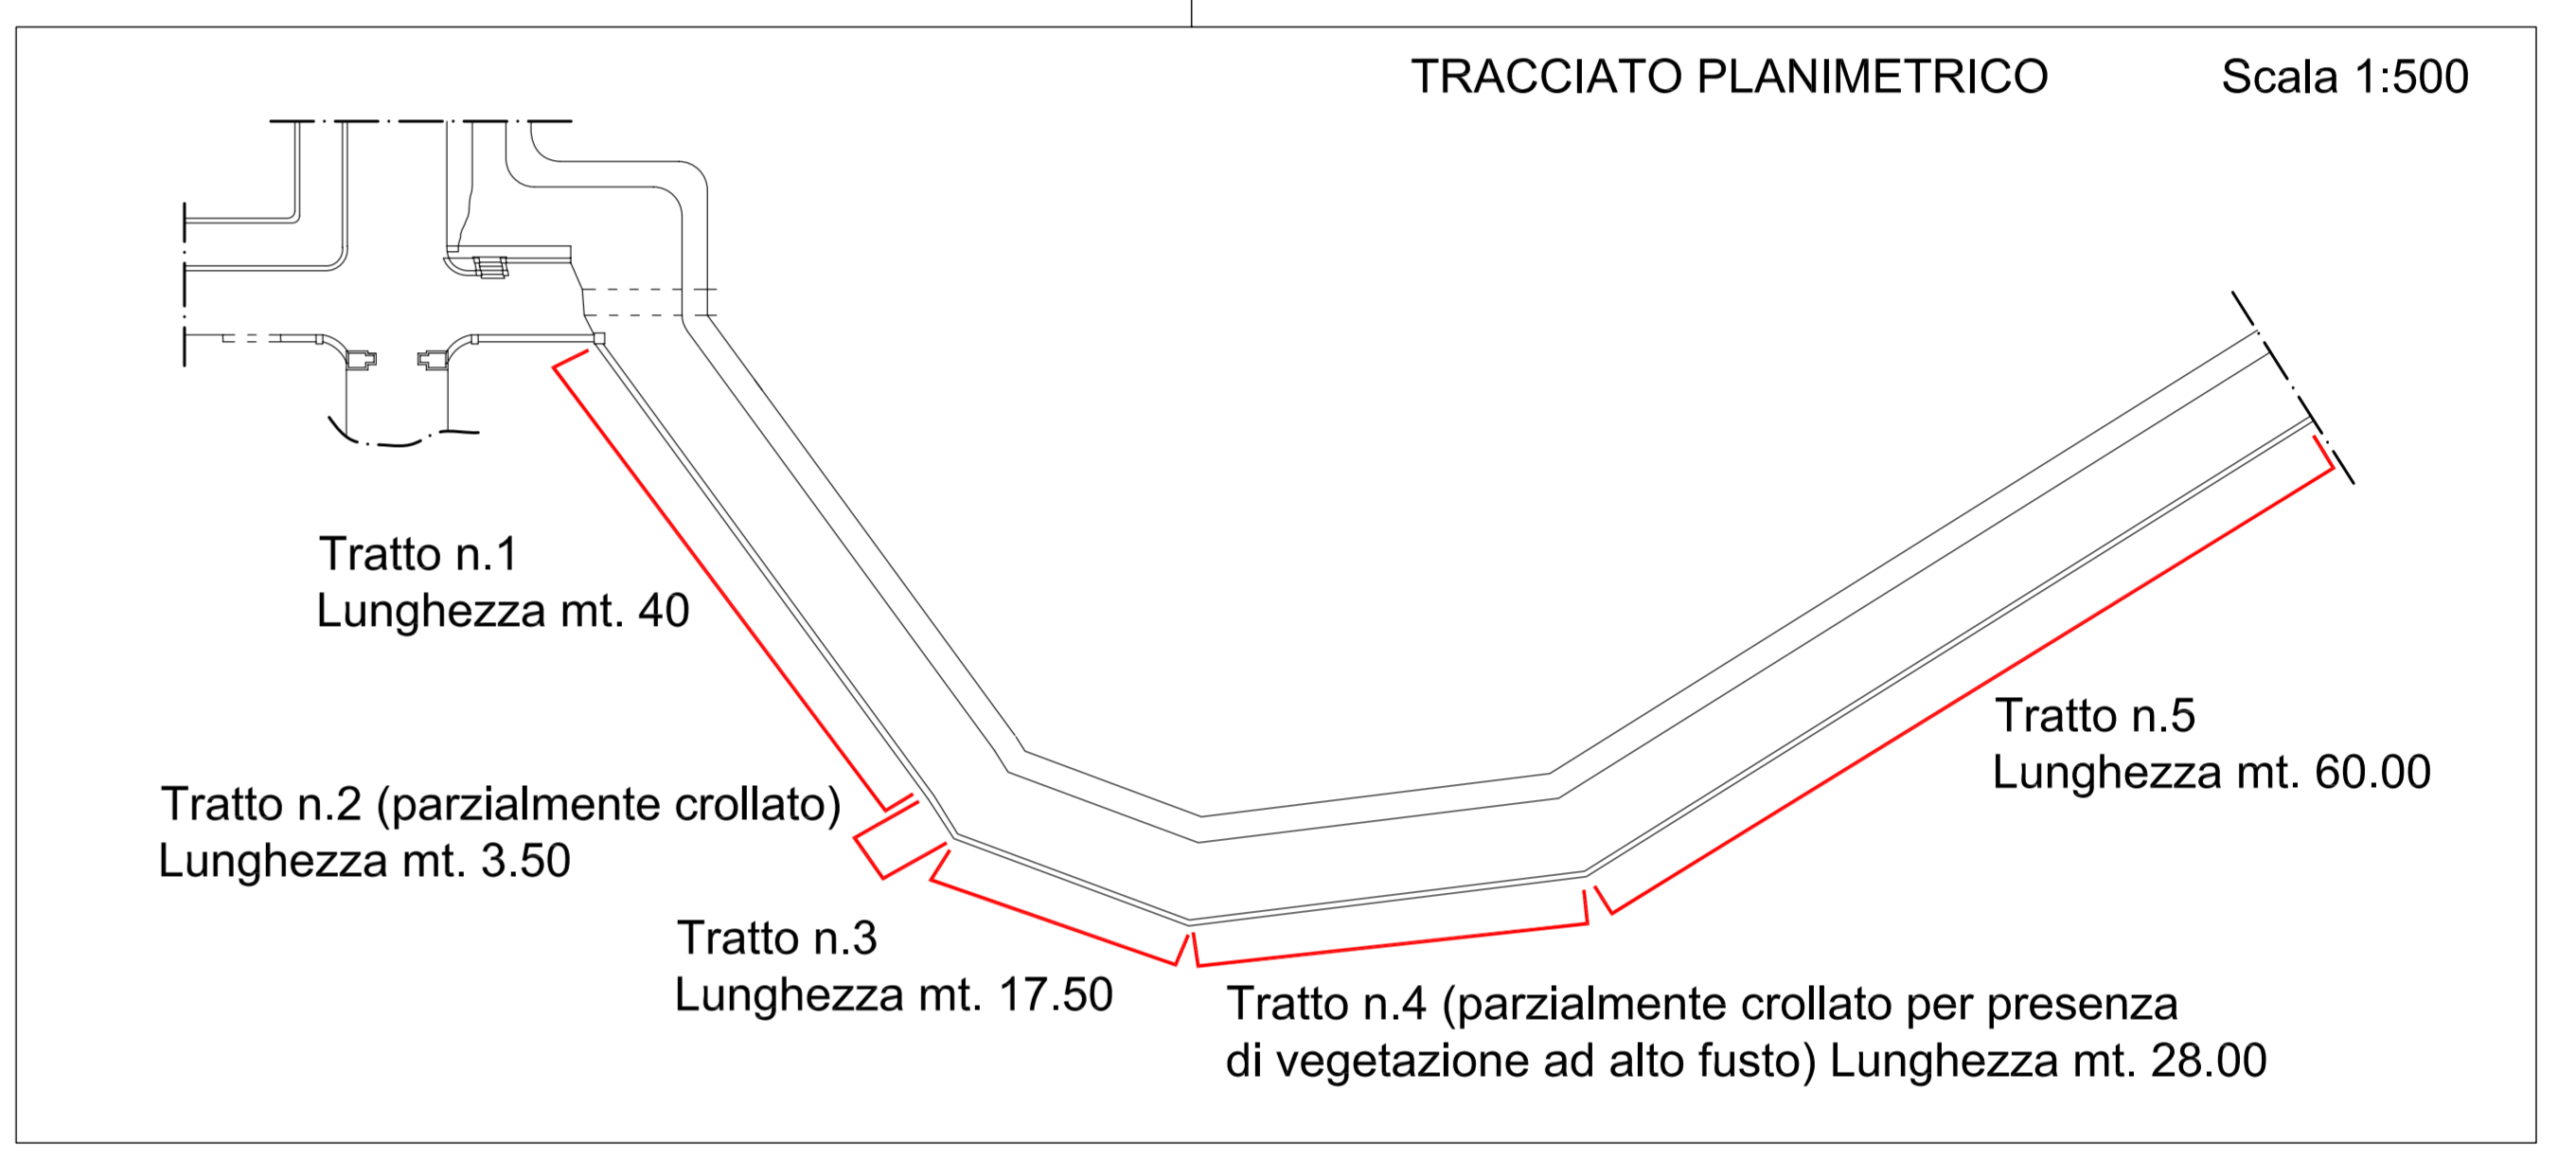 TRACCIATO PLANIMETRICO Scala 1:500
Tratto n.1
Lunghezza mt. 40
Tratto n.2 (parzialmente crollato)
Lunghezza mt. 3.50
Tratto n.3
Lunghezza mt. 17.50
Tratto n.4 (parzialmente crollato per presenza
di vegetazione ad alto fusto) Lunghezza mt. 28.00
Tratto n.5
Lunghezza mt. 60.00